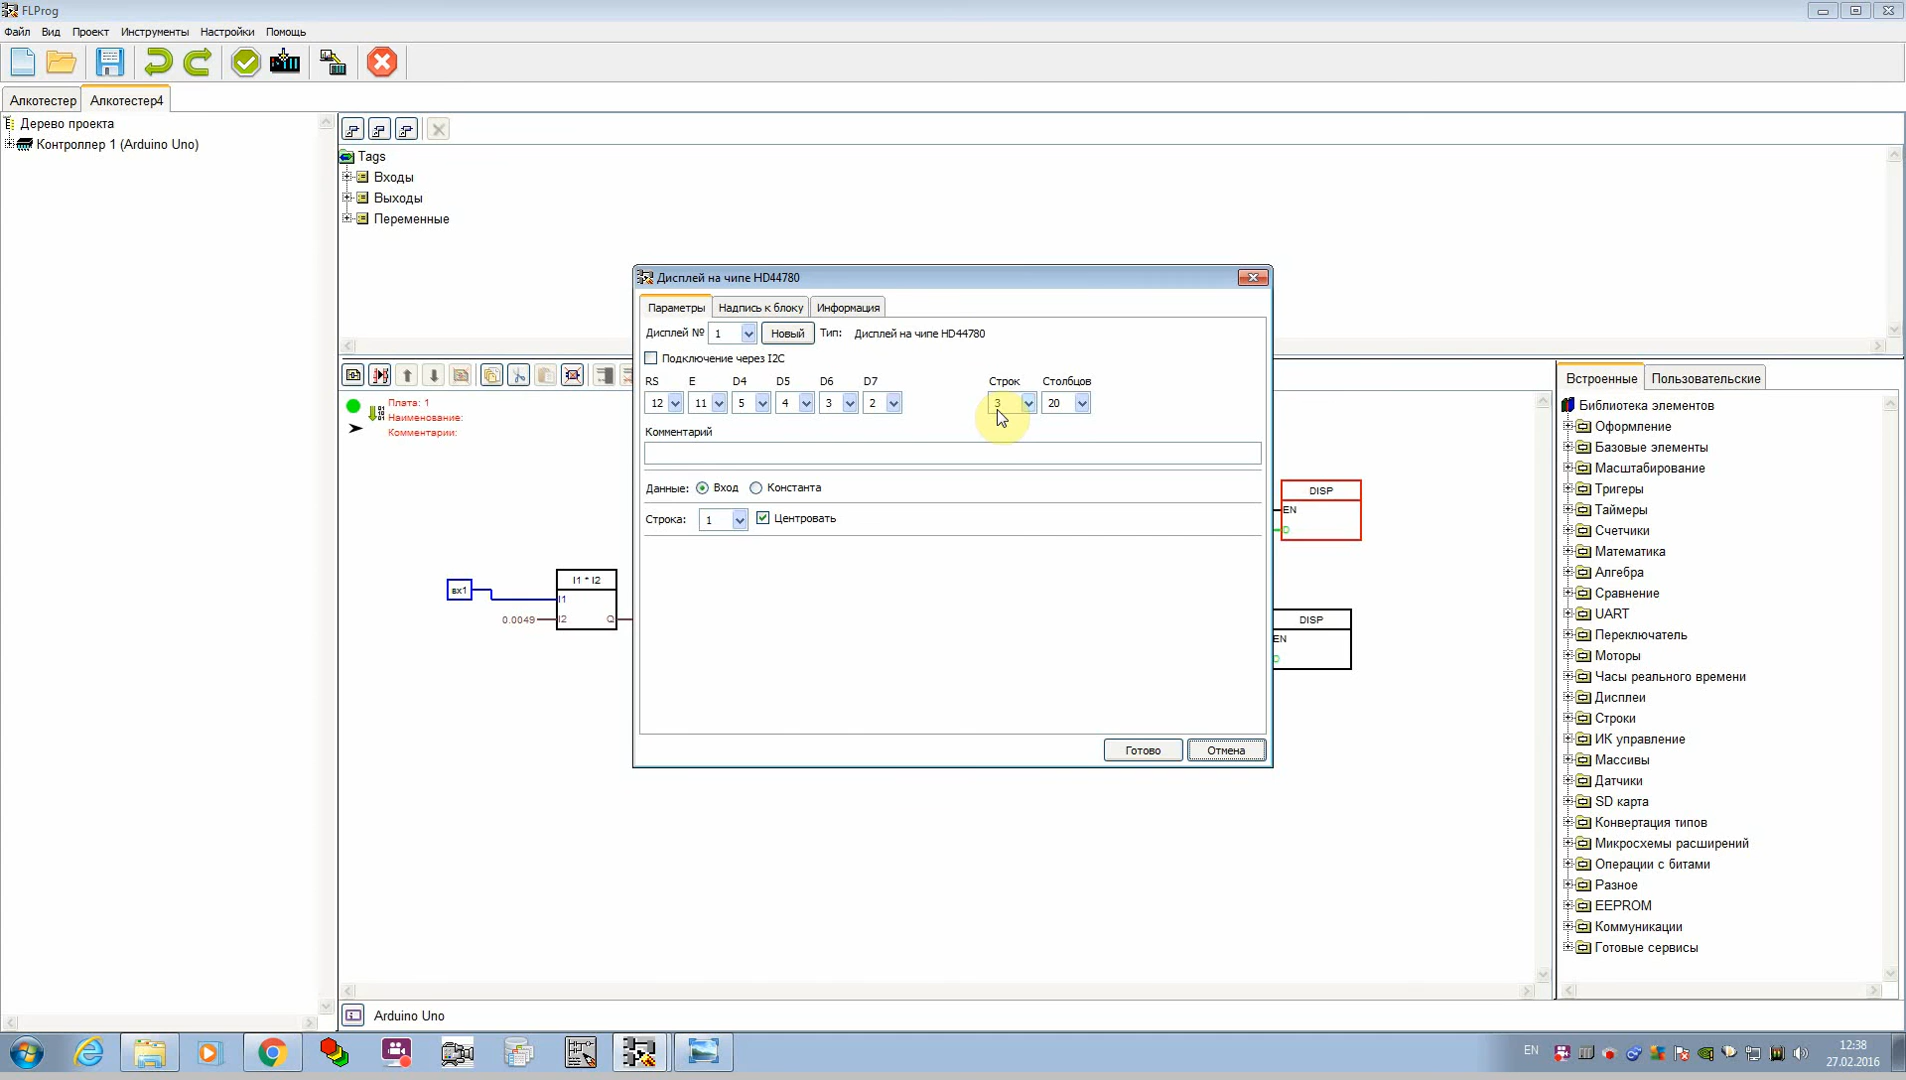 FLProg
Файл Вид Проект Инструменты Настройки Помощь
Алкотестер Алкотестер4
Дерево проекта
Контроллер 1 (Arduino Uno)
Tags
Входы
Выходы
Переменные
Дисплей на чипе HD44780
Параметры Надпись к блоку Информация
Дисплей № 1 Новый Тип: Дисплей на чипе HD44780
Подключение через I2C
RS E D4 D5 D6 D7 Строк Столбцов
12 11 5 4 3 2 3 20
Комментарий
Данные: Вход Константа
Строка: 1 Центровать
Готово Отмена
Плата: 1
Наименование:
Комментарии:
вх1
I1 * I2
I1
0.0049 I2 Q
DISP
EN
D
DISP
EN
D
Встроенные Пользовательские
Библиотека элементов
Оформление
Базовые элементы
Масштабирование
Тригеры
Таймеры
Счетчики
Математика
Алгебра
Сравнение
UART
Переключатель
Моторы
Часы реального времени
Дисплеи
Строки
ИК управление
Массивы
Датчики
SD карта
Конвертация типов
Микросхемы расширений
Операции с битами
Разное
EEPROM
Коммуникации
Готовые сервисы
Arduino Uno
EN
12:38
27.02.2016